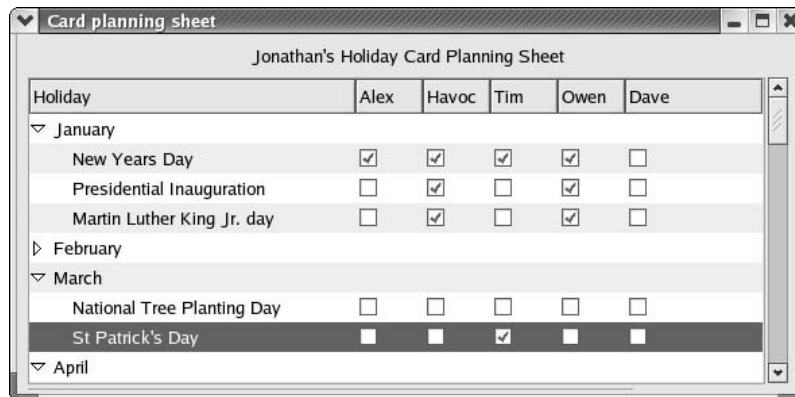 Card planning sheet
Jonathan's Holiday Card Planning Sheet
Holiday Alex Havoc Tim Owen Dave
January
New Years Day
Presidential Inauguration
Martin Luther King Jr. day
February
March
National Tree Planting Day
St Patrick's Day
April